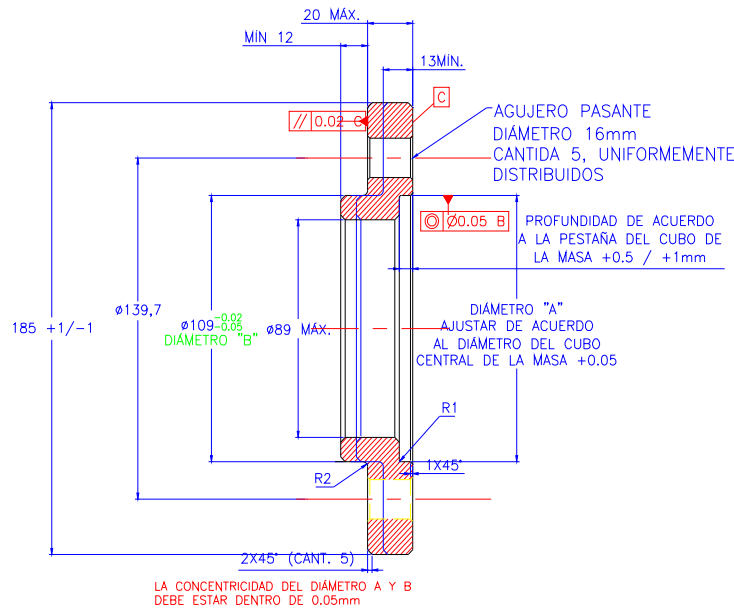 20 MÁX.
MÍN 12
13MÍN.
C
// 0.02 C
AGUJERO PASANTE
DIÁMETRO 16mm
CANTIDA 5, UNIFORMEMENTE
DISTRIBUIDOS
◎ Ø0.05 B
PROFUNDIDAD DE ACUERDO
A LA PESTAÑA DEL CUBO DE
LA MASA +0.5 / +1mm
185 +1/-1
ø139,7
ø109 -0.02 -0.05
DIÁMETRO "B"
ø89 MÁX.
DIÁMETRO "A"
AJUSTAR DE ACUERDO
AL DIÁMETRO DEL CUBO
CENTRAL DE LA MASA +0.05
R1
1X45°
R2
2X45° (CANT. 5)
LA CONCENTRICIDAD DEL DIÁMETRO A Y B
DEBE ESTAR DENTRO DE 0.05mm